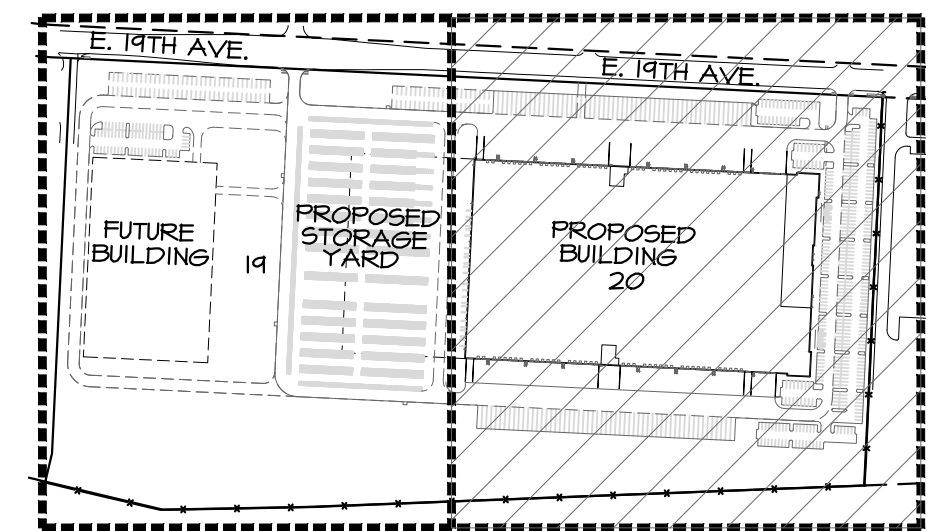 E. 19TH AVE.
E. 19TH AVE.
FUTURE
BUILDING
19
PROPOSED
STORAGE
YARD
PROPOSED
BUILDING
20